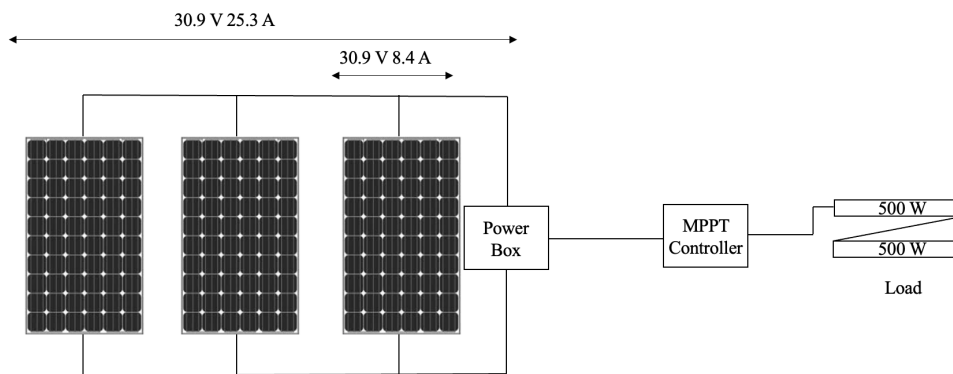 30.9 V 25.3 A
30.9 V 8.4 A
Power
Box
MPPT
Controller
500 W
500 W
Load